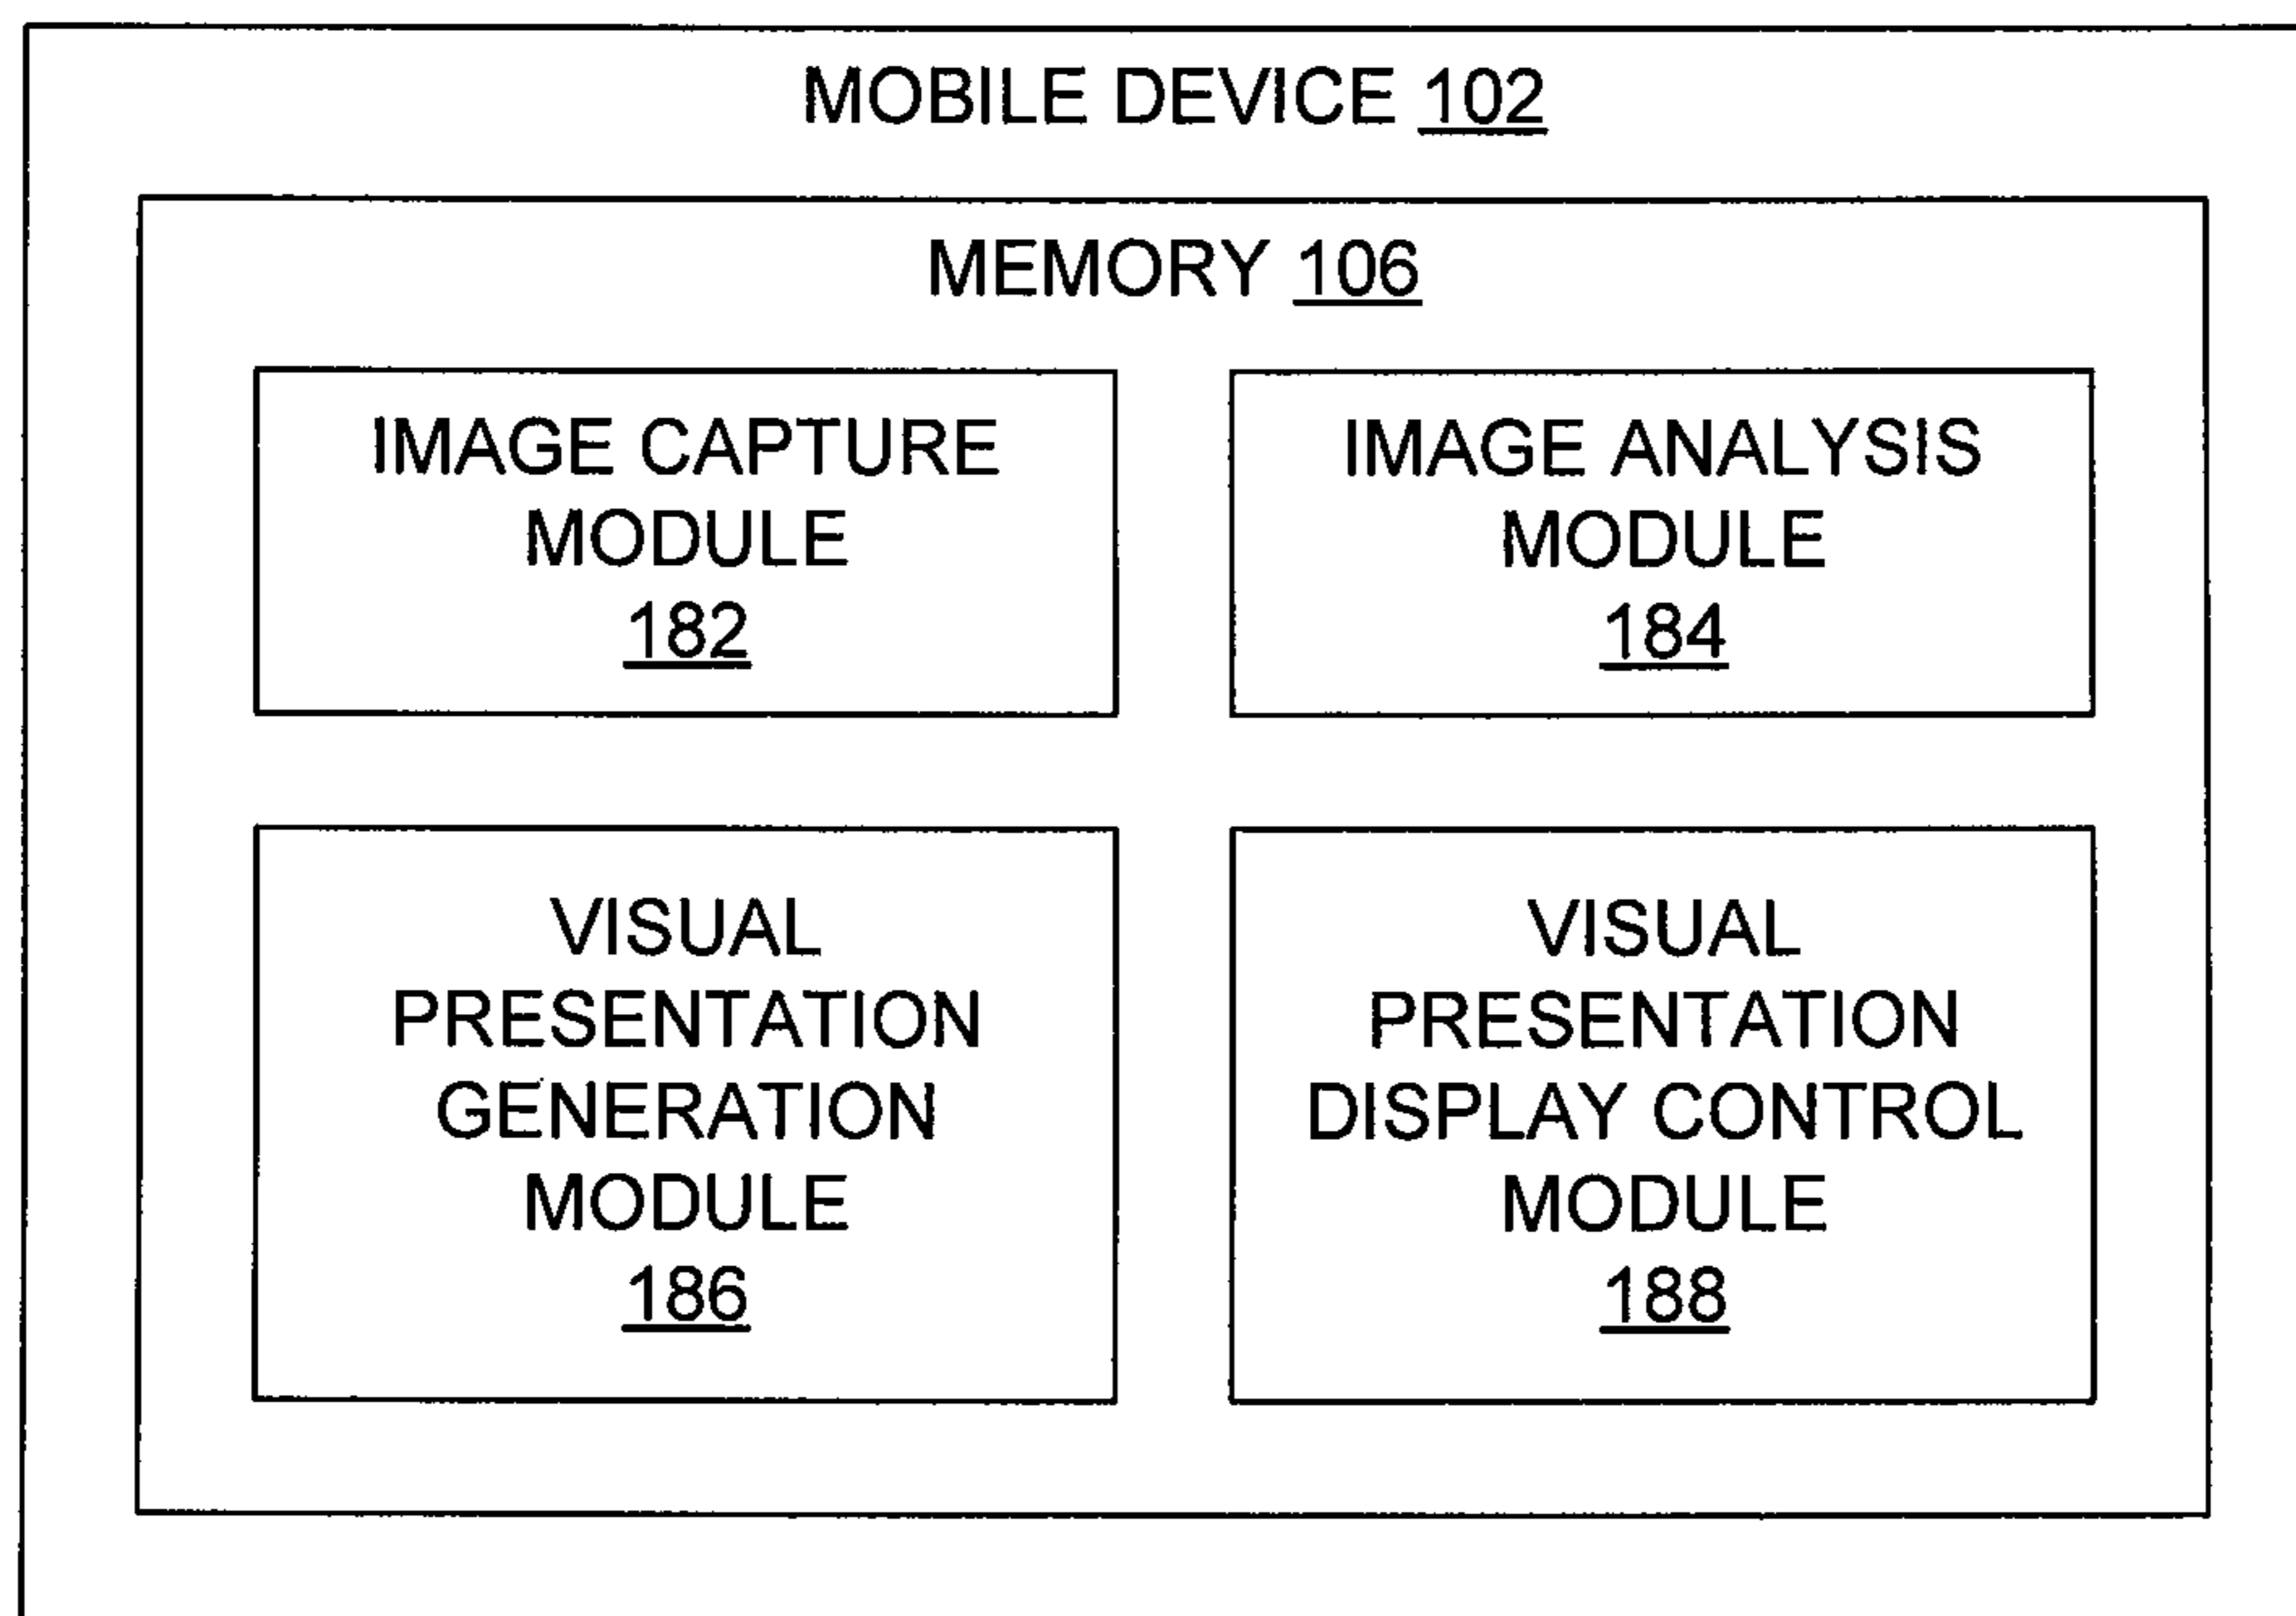 MOBILE DEVICE 102
MEMORY 106
IMAGE CAPTURE
MODULE
182
IMAGE ANALYSIS
MODULE
184
VISUAL
PRESENTATION
GENERATION
MODULE
186
VISUAL
PRESENTATION
DISPLAY CONTROL
MODULE
188